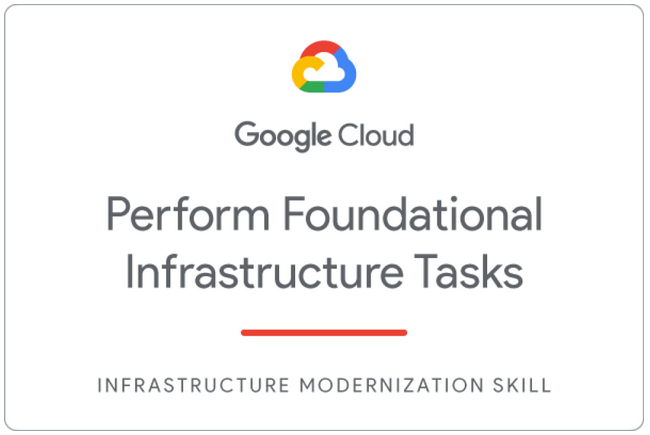 Google Cloud
Perform Foundational
Infrastructure Tasks
INFRASTRUCTURE MODERNIZATION SKILL